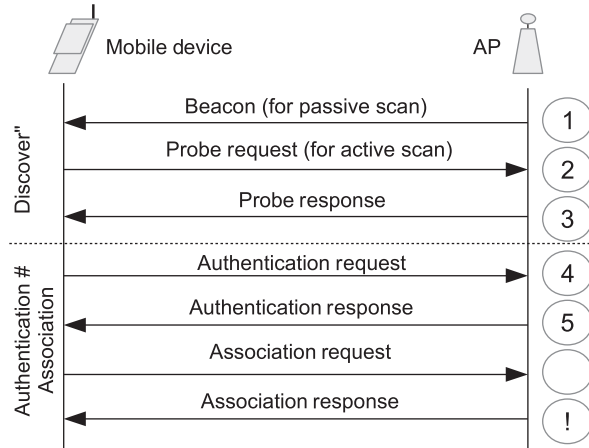 Mobile device
AP
Beacon (for passive scan)
1
Probe request (for active scan)
2
Probe response
3
Discover"
Authentication request
4
Authentication response
5
Association request
Association response
!
Authentication #
Association